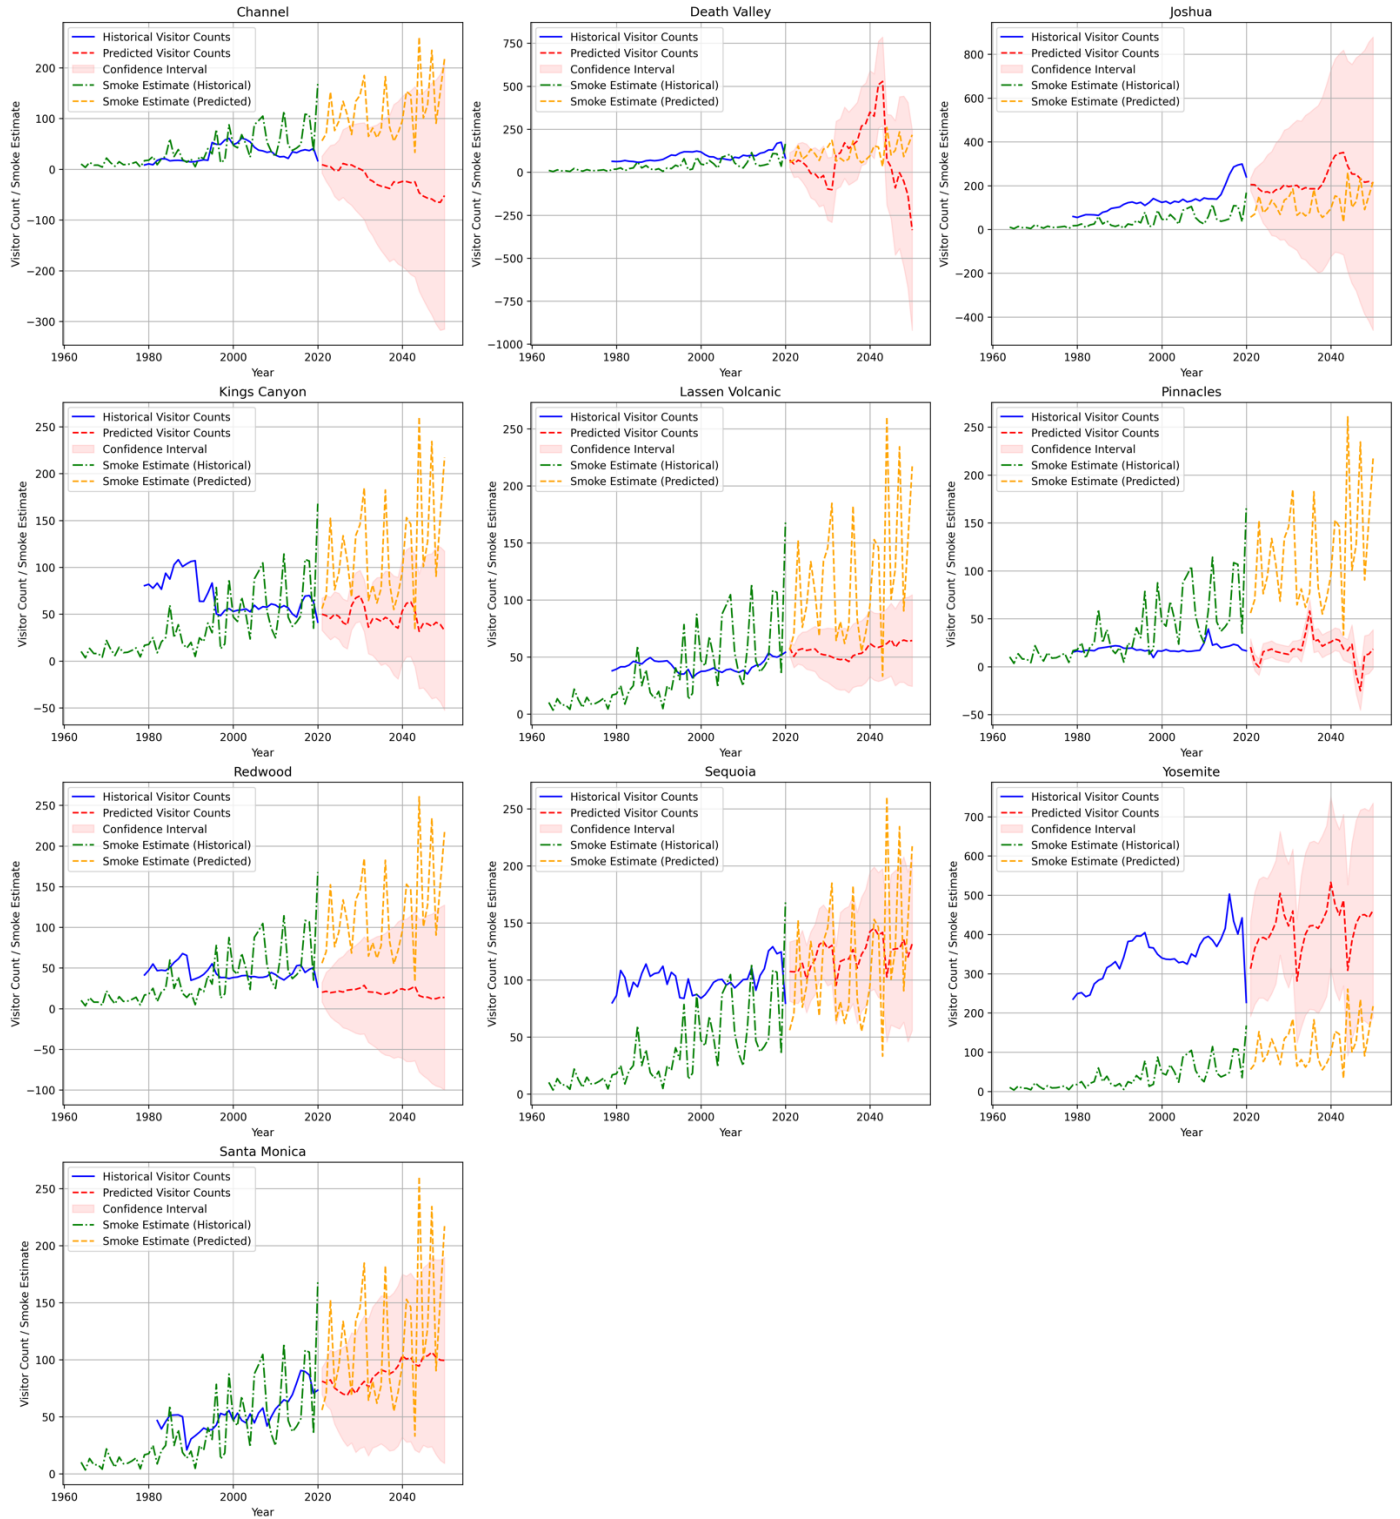 Channel
Historical Visitor Counts
Predicted Visitor Counts
Confidence Interval
Smoke Estimate (Historical)
Smoke Estimate (Predicted)
Visitor Count / Smoke Estimate
200
100
0
−100
−200
−300
1960
1980
2000
2020
2040
Year
Death Valley
Historical Visitor Counts
Predicted Visitor Counts
Confidence Interval
Smoke Estimate (Historical)
Smoke Estimate (Predicted)
Visitor Count / Smoke Estimate
750
500
250
0
−250
−500
−750
−1000
1960
1980
2000
2020
2040
Year
Joshua
Historical Visitor Counts
Predicted Visitor Counts
Confidence Interval
Smoke Estimate (Historical)
Smoke Estimate (Predicted)
Visitor Count / Smoke Estimate
800
600
400
200
0
−200
−400
1960
1980
2000
2020
2040
Year
Kings Canyon
Historical Visitor Counts
Predicted Visitor Counts
Confidence Interval
Smoke Estimate (Historical)
Smoke Estimate (Predicted)
Visitor Count / Smoke Estimate
250
200
150
100
50
0
−50
1960
1980
2000
2020
2040
Year
Lassen Volcanic
Historical Visitor Counts
Predicted Visitor Counts
Confidence Interval
Smoke Estimate (Historical)
Smoke Estimate (Predicted)
Visitor Count / Smoke Estimate
250
200
150
100
50
0
1960
1980
2000
2020
2040
Year
Pinnacles
Historical Visitor Counts
Predicted Visitor Counts
Confidence Interval
Smoke Estimate (Historical)
Smoke Estimate (Predicted)
Visitor Count / Smoke Estimate
250
200
150
100
50
0
−50
1960
1980
2000
2020
2040
Year
Redwood
Historical Visitor Counts
Predicted Visitor Counts
Confidence Interval
Smoke Estimate (Historical)
Smoke Estimate (Predicted)
Visitor Count / Smoke Estimate
250
200
150
100
50
0
−50
−100
1960
1980
2000
2020
2040
Year
Sequoia
Historical Visitor Counts
Predicted Visitor Counts
Confidence Interval
Smoke Estimate (Historical)
Smoke Estimate (Predicted)
Visitor Count / Smoke Estimate
250
200
150
100
50
0
1960
1980
2000
2020
2040
Year
Yosemite
Historical Visitor Counts
Predicted Visitor Counts
Confidence Interval
Smoke Estimate (Historical)
Smoke Estimate (Predicted)
Visitor Count / Smoke Estimate
700
600
500
400
300
200
100
0
1960
1980
2000
2020
2040
Year
Santa Monica
Historical Visitor Counts
Predicted Visitor Counts
Confidence Interval
Smoke Estimate (Historical)
Smoke Estimate (Predicted)
Visitor Count / Smoke Estimate
250
200
150
100
50
0
1960
1980
2000
2020
2040
Year